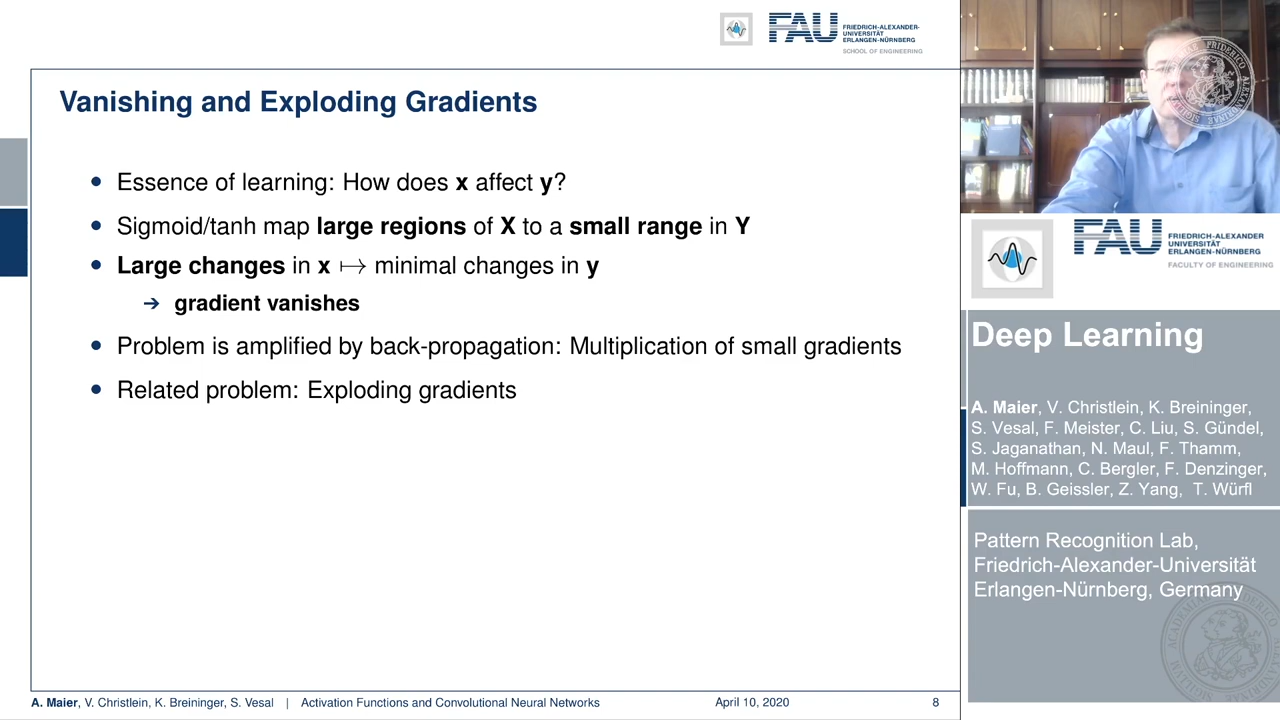 FAU
FRIEDRICH-ALEXANDER-
UNIVERSITÄT
ERLANGEN-NÜRNBERG
SCHOOL OF ENGINEERING
Vanishing and Exploding Gradients
• Essence of learning: How does x affect y?
• Sigmoid/tanh map large regions of X to a small range in Y
• Large changes in x ↦ minimal changes in y
➔ gradient vanishes
• Problem is amplified by back-propagation: Multiplication of small gradients
• Related problem: Exploding gradients
A. Maier, V. Christlein, K. Breininger, S. Vesal | Activation Functions and Convolutional Neural Networks April 10, 2020 8
FAU
FRIEDRICH-ALEXANDER
UNIVERSITÄT
ERLANGEN-NÜRNBERG
FACULTY OF ENGINEERING
Deep Learning
A. Maier, V. Christlein, K. Breininger,
S. Vesal, F. Meister, C. Liu, S. Gündel,
S. Jaganathan, N. Maul, F. Thamm,
M. Hoffmann, C. Bergler, F. Denzinger,
W. Fu, B. Geissler, Z. Yang, T. Würfl
Pattern Recognition Lab,
Friedrich-Alexander-Universität
Erlangen-Nürnberg, Germany